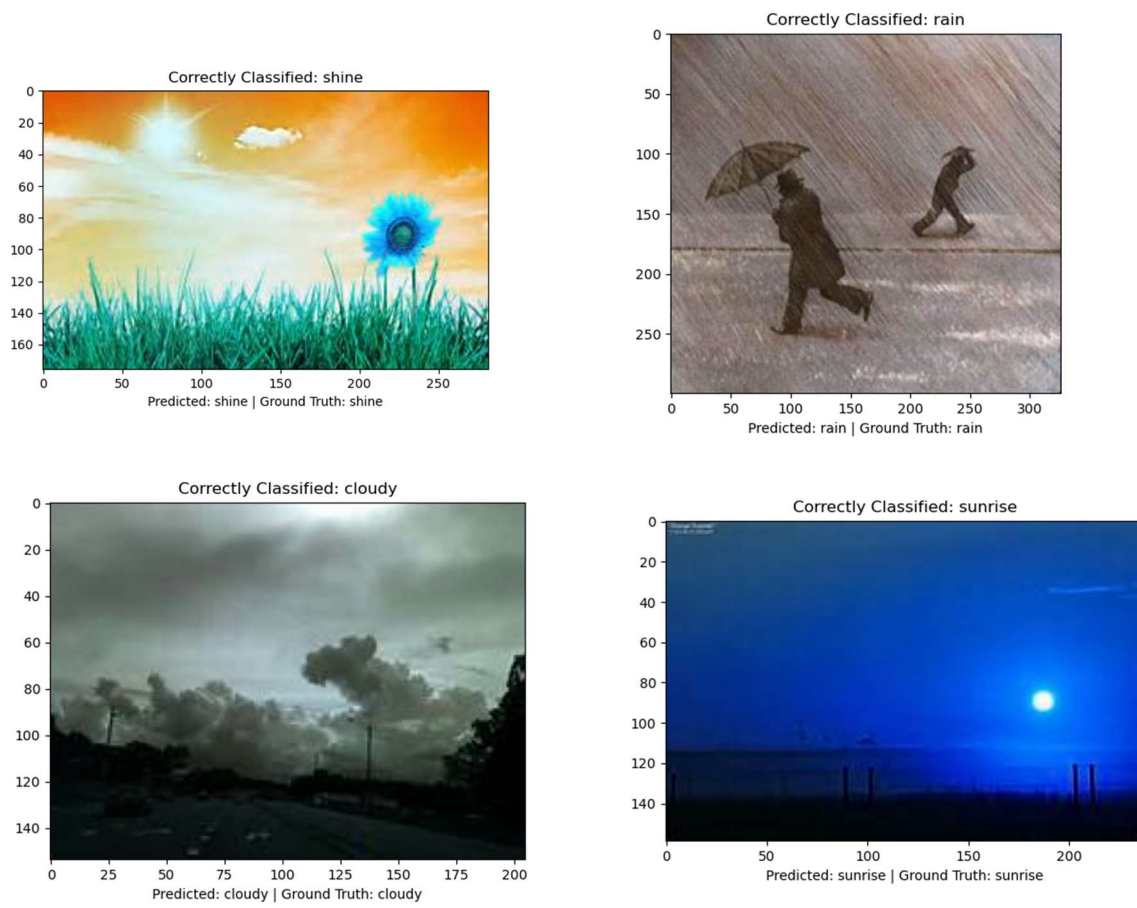 Correctly Classified: shine
0
20
40
60
80
100
120
140
160
0 50 100 150 200 250
Predicted: shine | Ground Truth: shine
Correctly Classified: rain
0
50
100
150
200
250
0 50 100 150 200 250 300
Predicted: rain | Ground Truth: rain
Correctly Classified: cloudy
0
20
40
60
80
100
120
140
0 25 50 75 100 125 150 175 200
Predicted: cloudy | Ground Truth: cloudy
Correctly Classified: sunrise
0
20
40
60
80
100
120
140
0 50 100 150 200
Predicted: sunrise | Ground Truth: sunrise